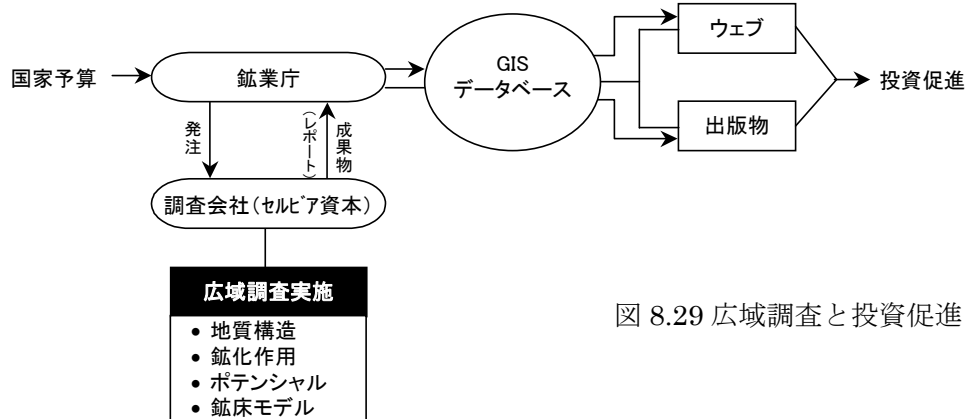 国家予算
鉱業庁
GIS
データベース
ウェブ
出版物
投資促進
発注
成果物
(レポート)
調査会社(ｾﾙﾋﾞｱ資本)
広域調査実施
• 地質構造
• 鉱化作用
• ポテンシャル
• 鉱床モデル
図 8.29 広域調査と投資促進